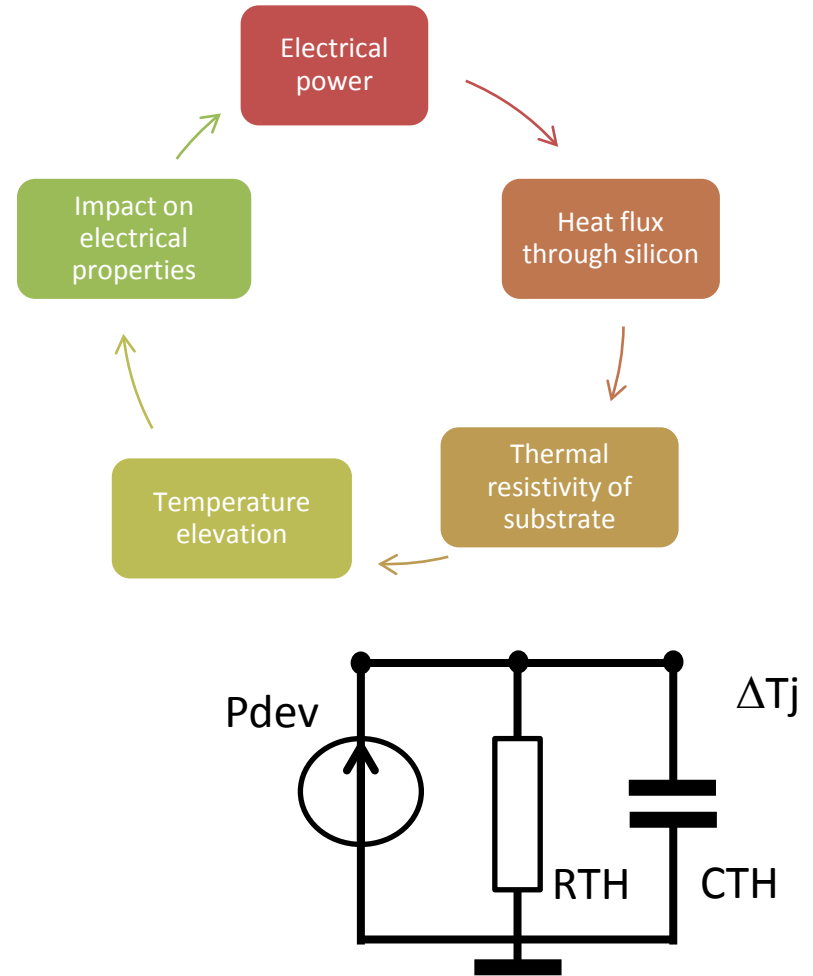 Electrical
power
Heat flux
through silicon
Thermal
resistivity of
substrate
Temperature
elevation
Impact on
electrical
properties
Pdev
ΔTj
RTH
CTH